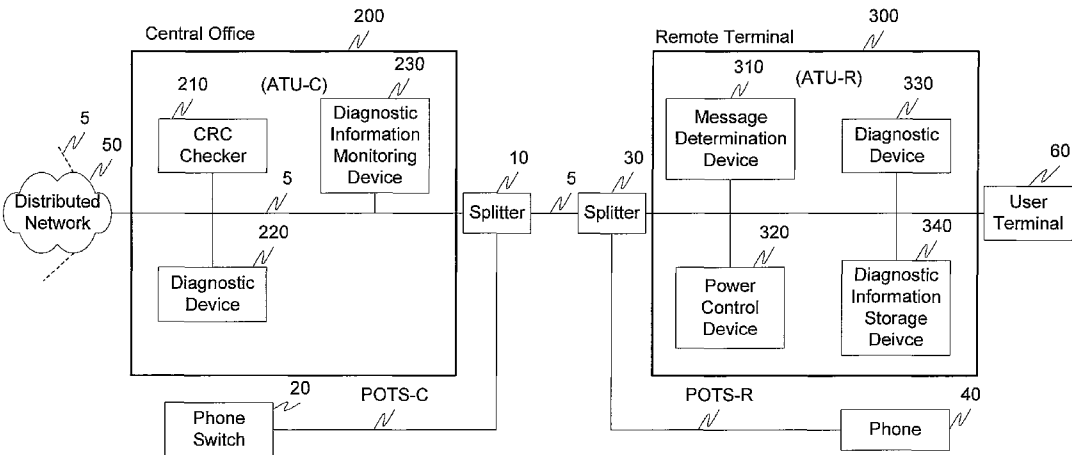 200
300
Central Office
Remote Terminal
(ATU-C)
230
310
(ATU-R)
210
330
5
50
CRC
Checker
Diagnostic
Information
Monitoring
Device
10
30
Message
Determination
Device
Diagnostic
Device
60
Distributed
Network
5
Splitter
5
Splitter
User
Terminal
220
320
340
Diagnostic
Device
Power
Control
Device
Diagnostic
Information
Storage
Deivce
20
POTS-C
POTS-R
40
Phone
Switch
Phone